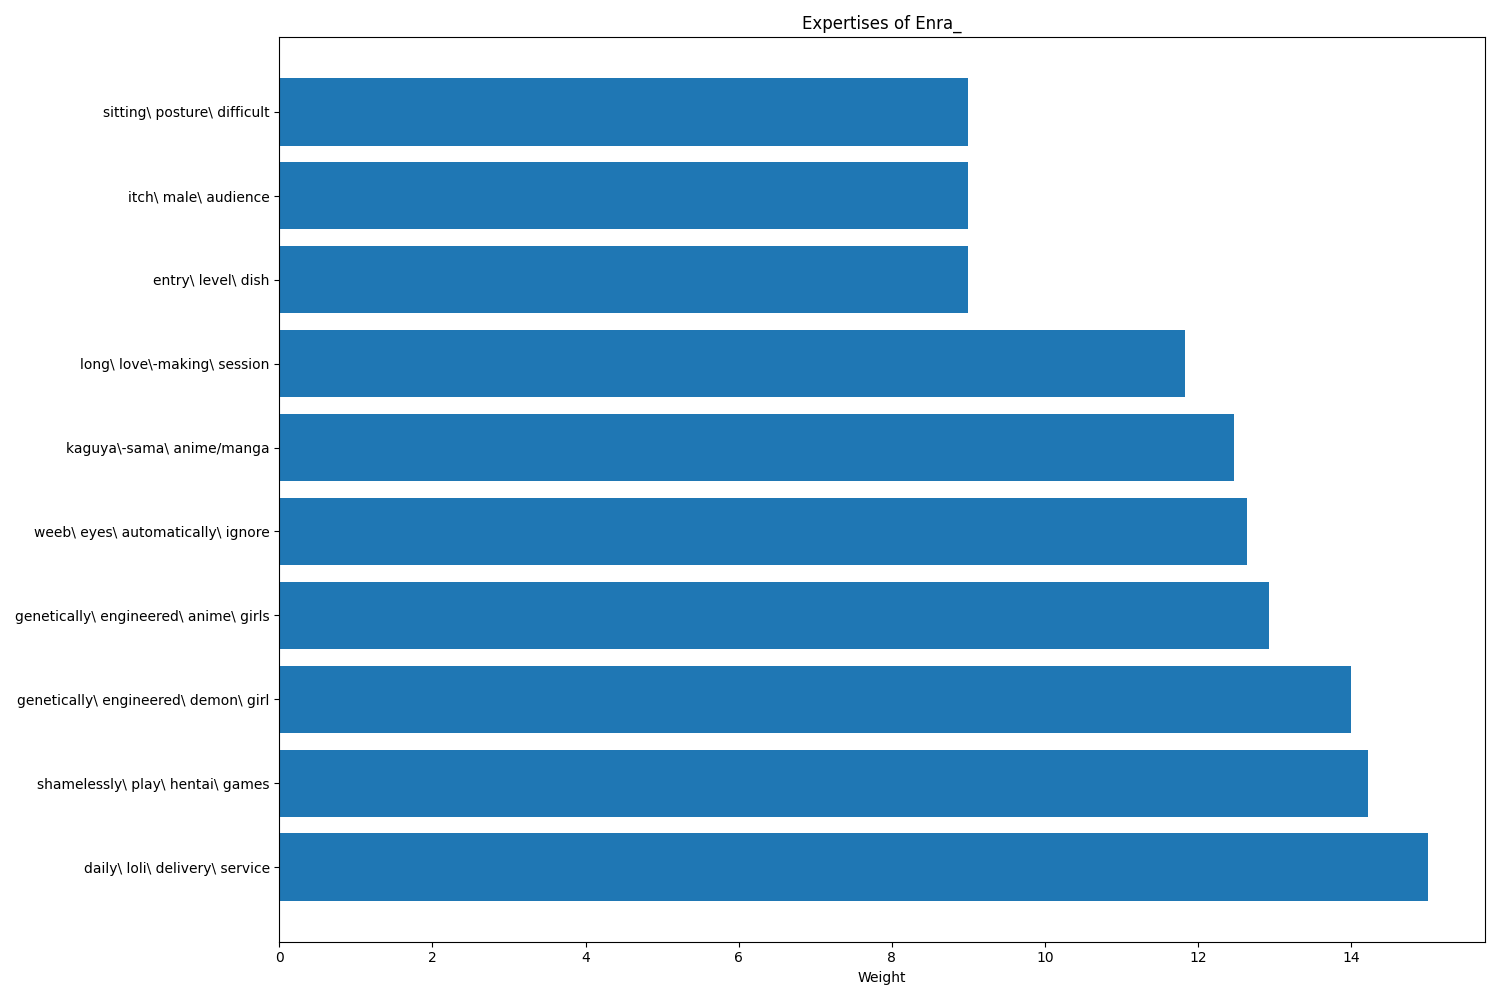 Expertises of Enra_
sitting\ posture\ difficult
itch\ male\ audience
entry\ level\ dish
long\ love\-making\ session
kaguya\-sama\ anime/manga
weeb\ eyes\ automatically\ ignore
genetically\ engineered\ anime\ girls
genetically\ engineered\ demon\ girl
shamelessly\ play\ hentai\ games
daily\ loli\ delivery\ service
0 2 4 6 8 10 12 14
Weight